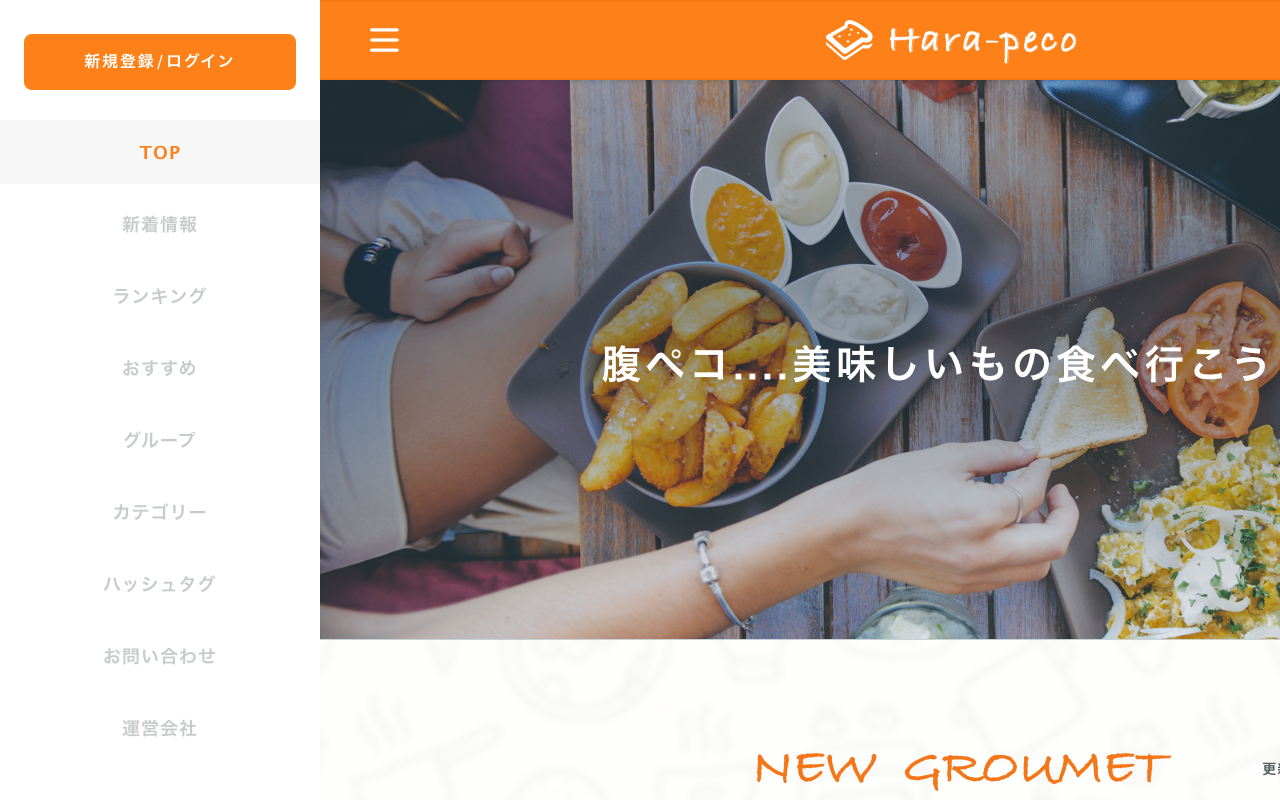 新規登録/ログイン
TOP
新着情報
ランキング
おすすめ
グループ
カテゴリー
ハッシュタグ
お問い合わせ
運営会社
Hara-peco
腹ペコ....美味しいもの食べ行こう
NEW GROUMET
更新